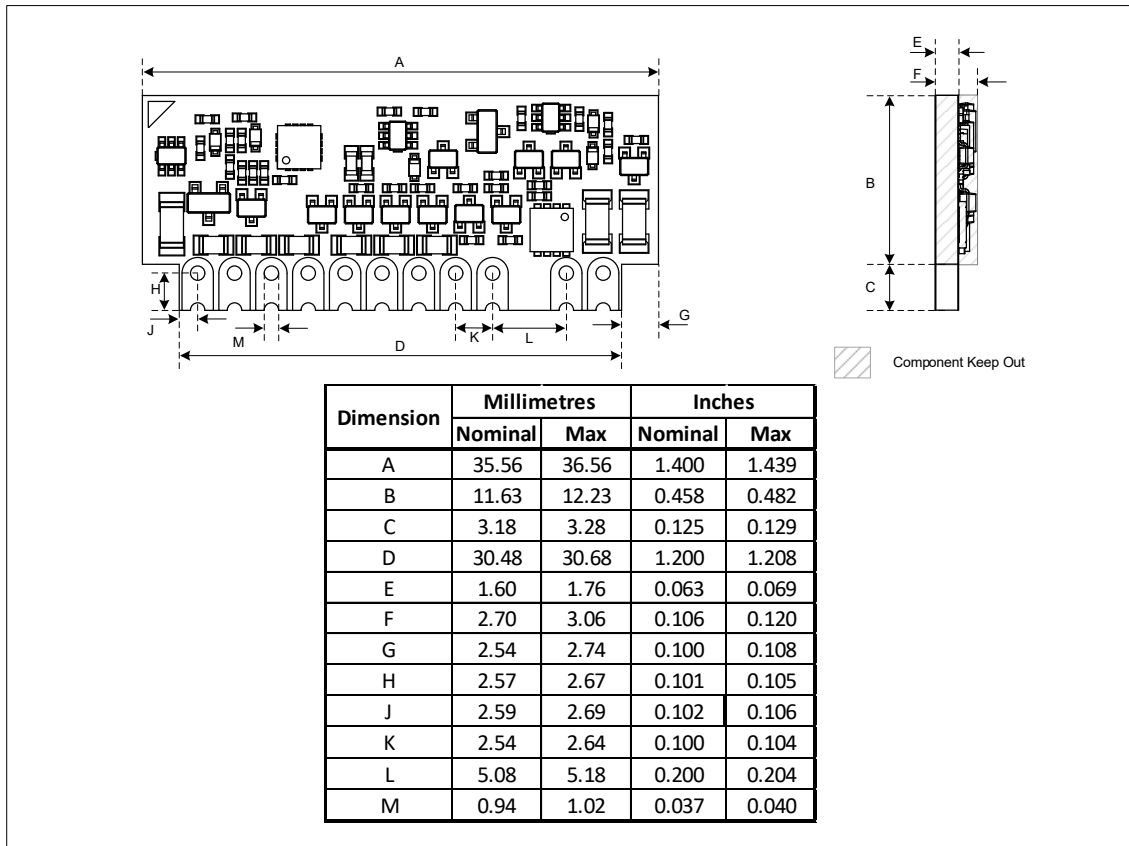 A
E
F
B
C
H
J
M
K
L
G
D
Component Keep Out
Dimension Millimetres Inches
Nominal Max Nominal Max
A 35.56 36.56 1.400 1.439
B 11.63 12.23 0.458 0.482
C 3.18 3.28 0.125 0.129
D 30.48 30.68 1.200 1.208
E 1.60 1.76 0.063 0.069
F 2.70 3.06 0.106 0.120
G 2.54 2.74 0.100 0.108
H 2.57 2.67 0.101 0.105
J 2.59 2.69 0.102 0.106
K 2.54 2.64 0.100 0.104
L 5.08 5.18 0.200 0.204
M 0.94 1.02 0.037 0.040